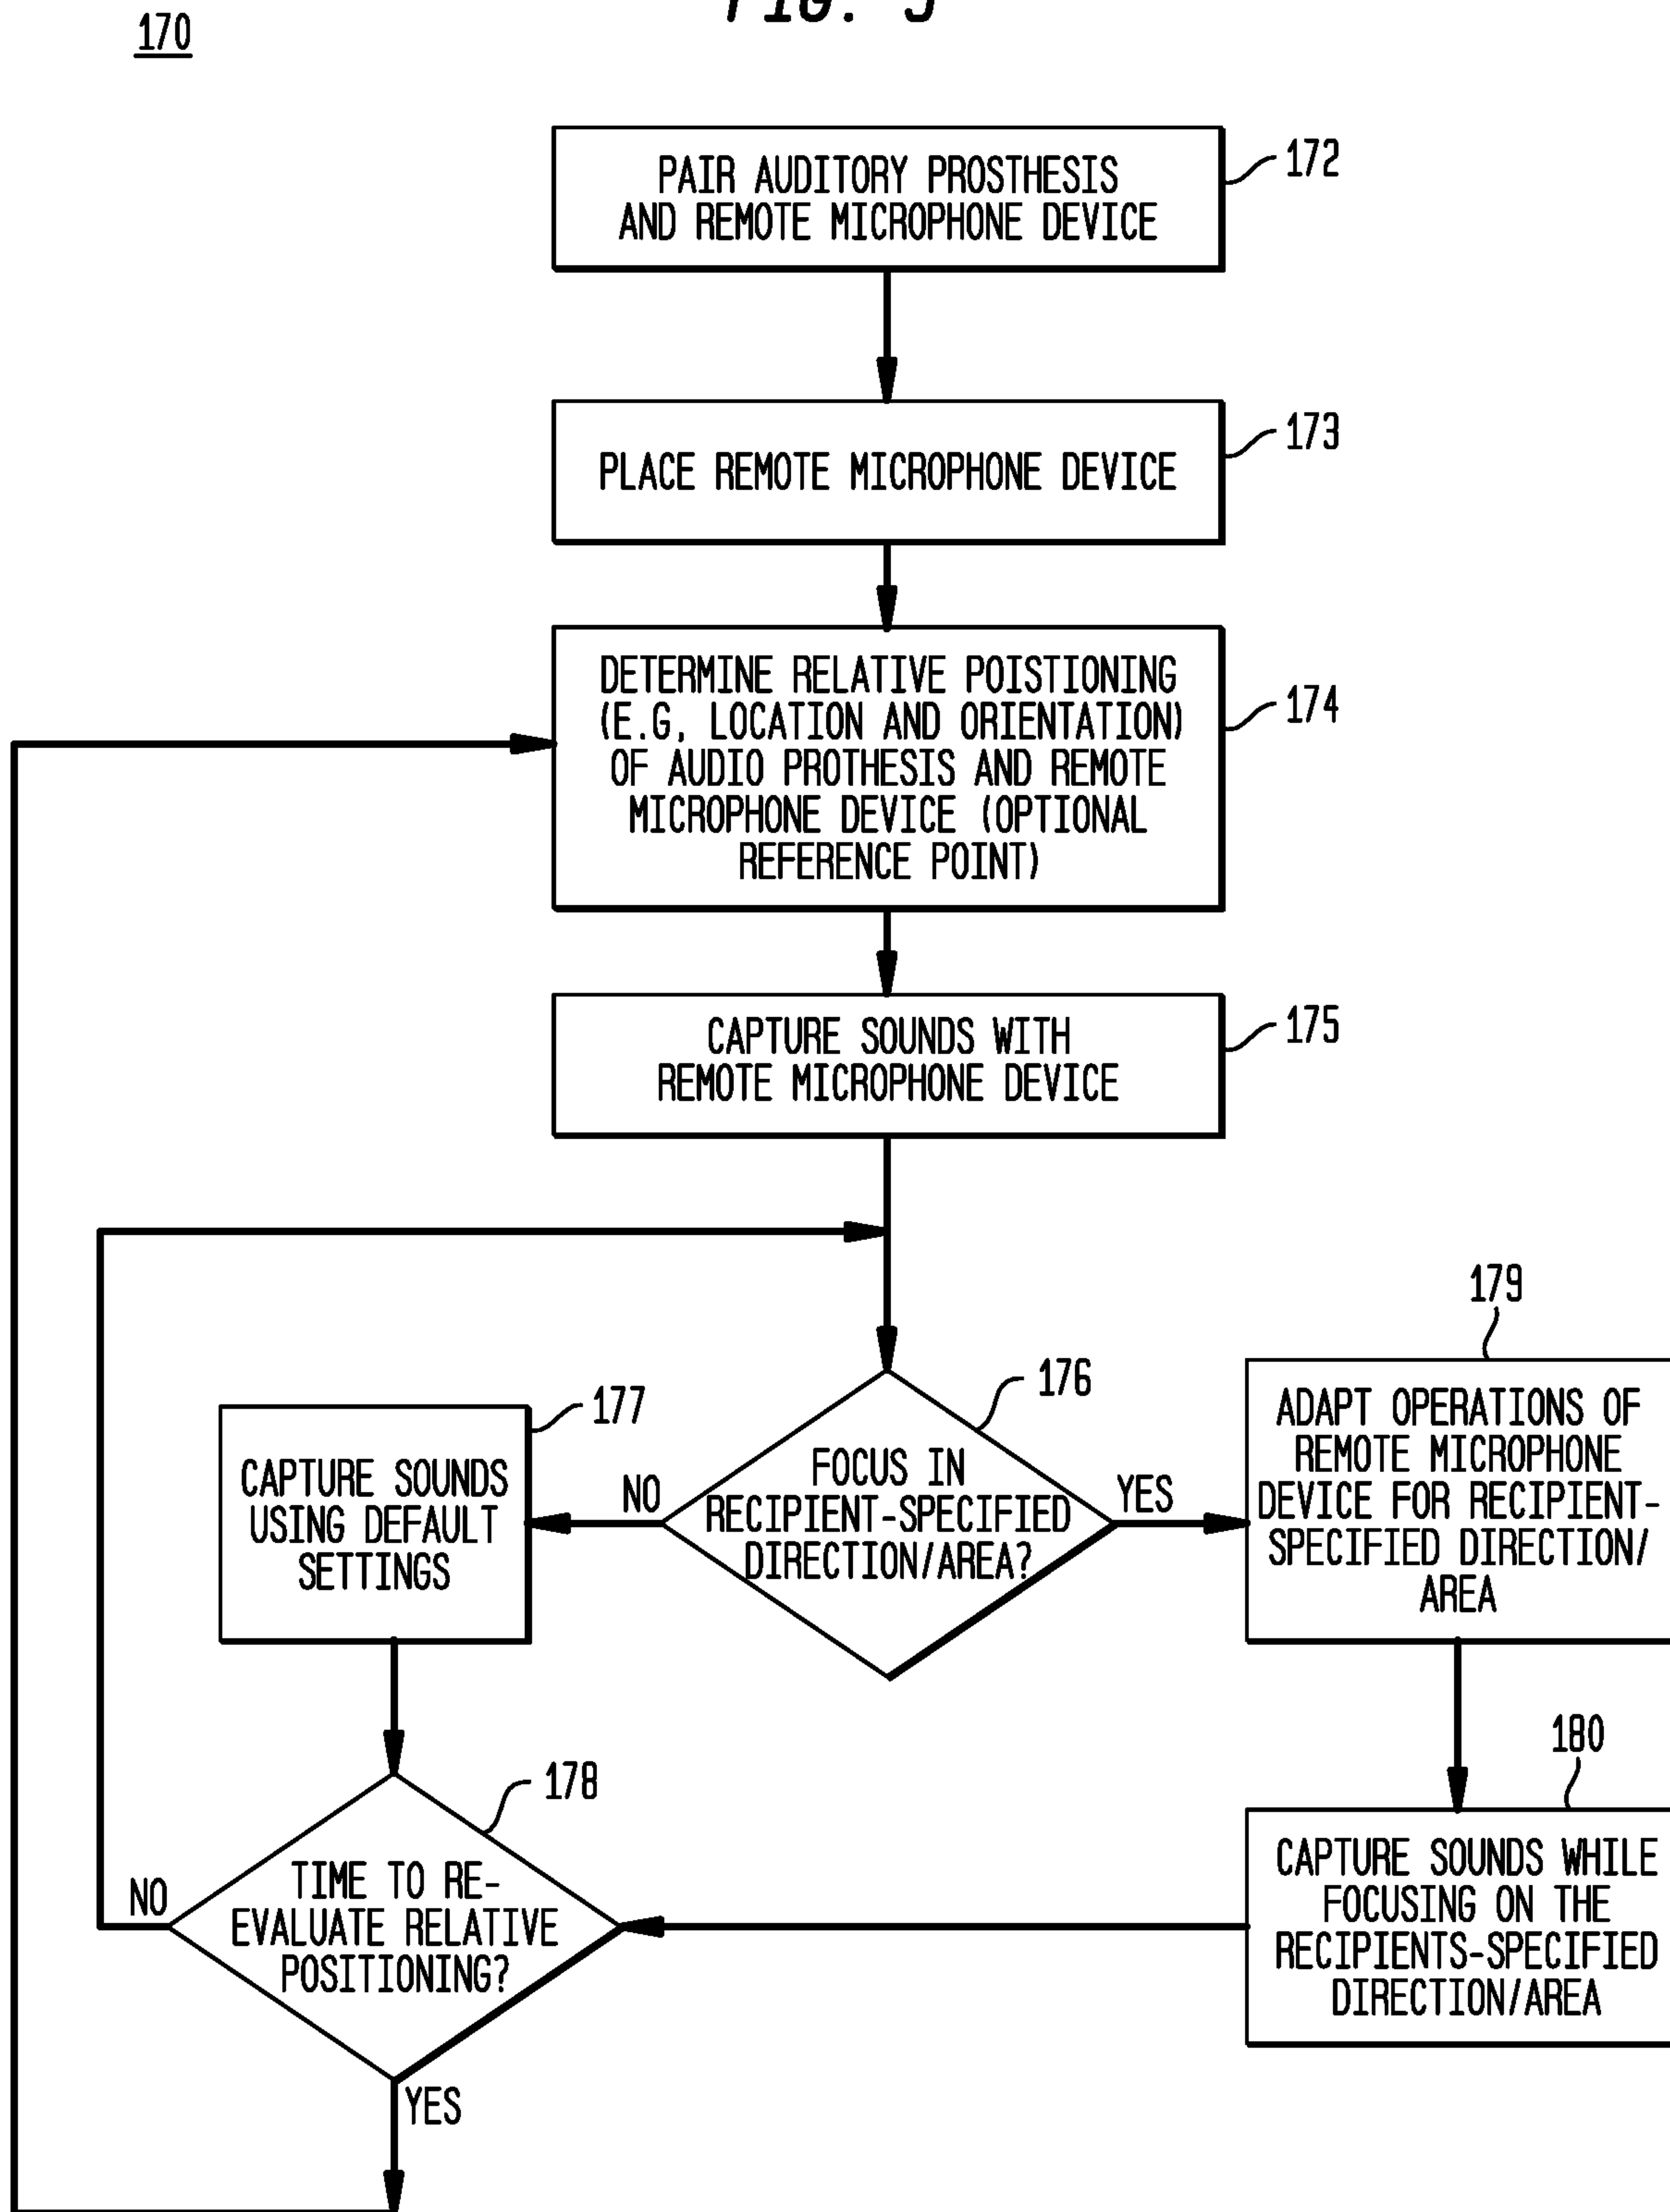 170
172
PAIR AUDITORY PROSTHESIS
AND REMOTE MICROPHONE DEVICE
173
PLACE REMOTE MICROPHONE DEVICE
174
DETERMINE RELATIVE POISTIONING
(E.G, LOCATION AND ORIENTATION)
OF AUDIO PROTHESIS AND REMOTE
MICROPHONE DEVICE (OPTIONAL
REFERENCE POINT)
175
CAPTURE SOUNDS WITH
REMOTE MICROPHONE DEVICE
176
FOCUS IN
RECIPIENT-SPECIFIED
DIRECTION/AREA?
NO
YES
177
CAPTURE SOUNDS
USING DEFAULT
SETTINGS
179
ADAPT OPERATIONS OF
REMOTE MICROPHONE
DEVICE FOR RECIPIENT-
SPECIFIED DIRECTION/
AREA
180
CAPTURE SOUNDS WHILE
FOCUSING ON THE
RECIPIENTS-SPECIFIED
DIRECTION/AREA
178
TIME TO RE-
EVALUATE RELATIVE
POSITIONING?
NO
YES